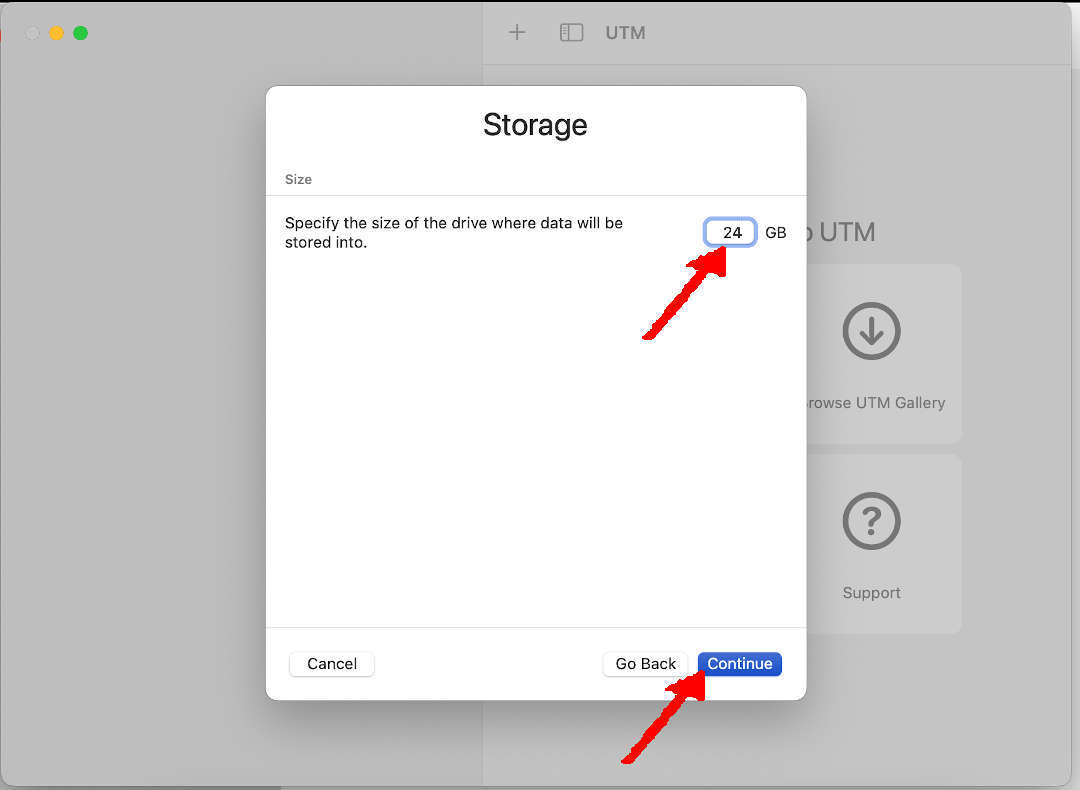 UTM
Storage
Size
Specify the size of the drive where data will be
stored into.
24 GB
UTM
Browse UTM Gallery
Support
Cancel
Go Back
Continue